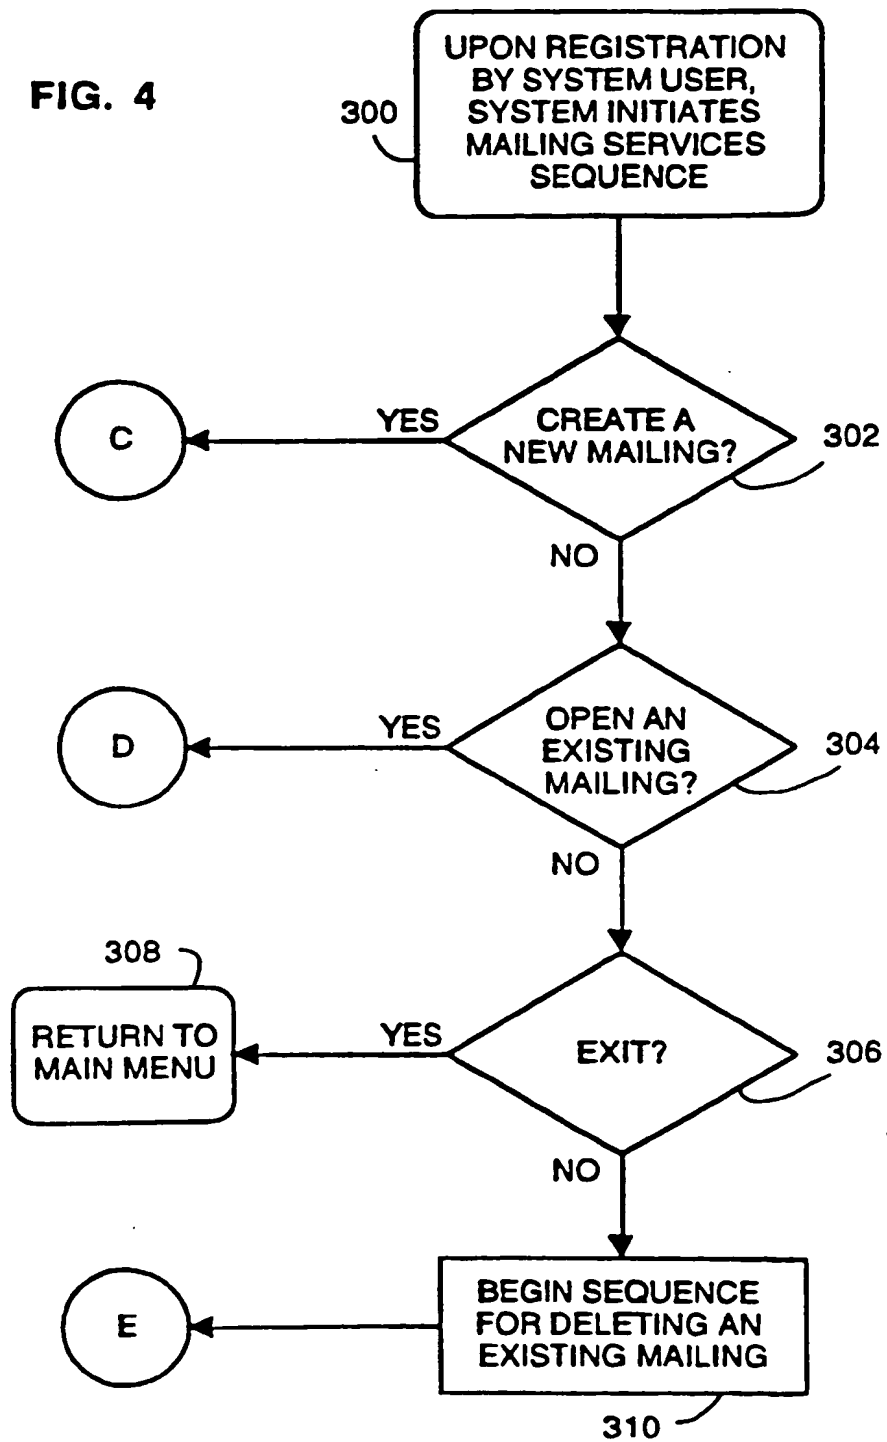 FIG. 4
300
UPON REGISTRATION
BY SYSTEM USER,
SYSTEM INITIATES
MAILING SERVICES
SEQUENCE
CREATE A
NEW MAILING?
302
YES
C
NO
OPEN AN
EXISTING
MAILING?
304
YES
D
NO
EXIT?
306
YES
308
RETURN TO
MAIN MENU
NO
BEGIN SEQUENCE
FOR DELETING AN
EXISTING MAILING
310
E